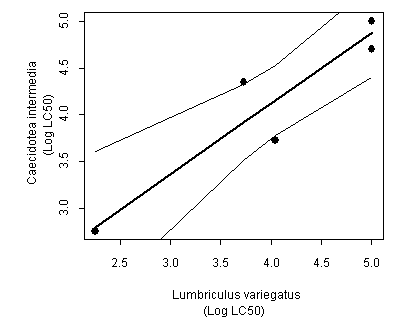 Caecidotea intermedia
(Log LC50)
5.0
4.5
4.0
3.5
3.0
2.5 3.0 3.5 4.0 4.5 5.0
Lumbriculus variegatus
(Log LC50)